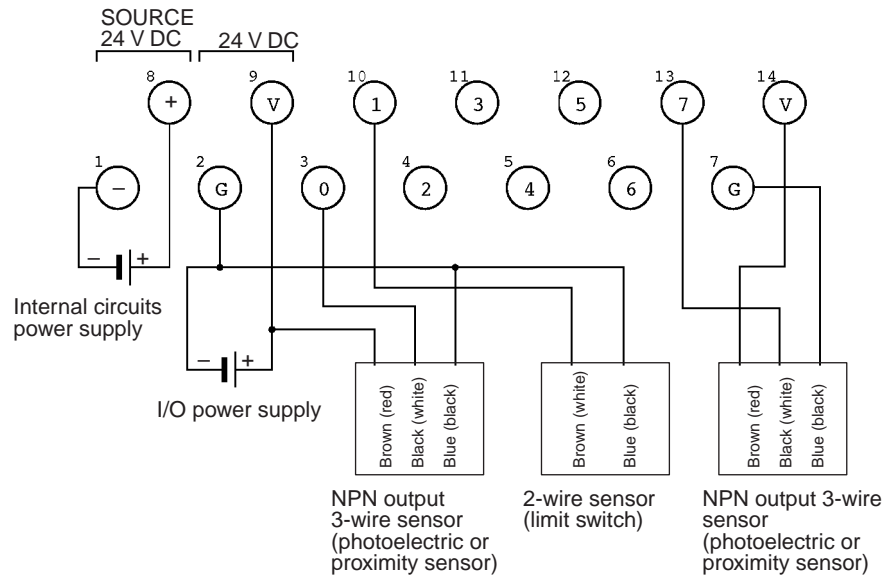 SOURCE
24 V DC
24 V DC
8
9
10
11
12
13
14
+
V
1
3
5
7
V
1
2
3
4
5
6
7
−
G
0
2
4
6
G
− +
Internal circuits
power supply
− +
I/O power supply
Brown (red)
Black (white)
Blue (black)
Brown (white)
Blue (black)
Brown (red)
Black (white)
Blue (black)
NPN output
3-wire sensor
(photoelectric or
proximity sensor)
2-wire sensor
(limit switch)
NPN output 3-wire
sensor
(photoelectric or
proximity sensor)